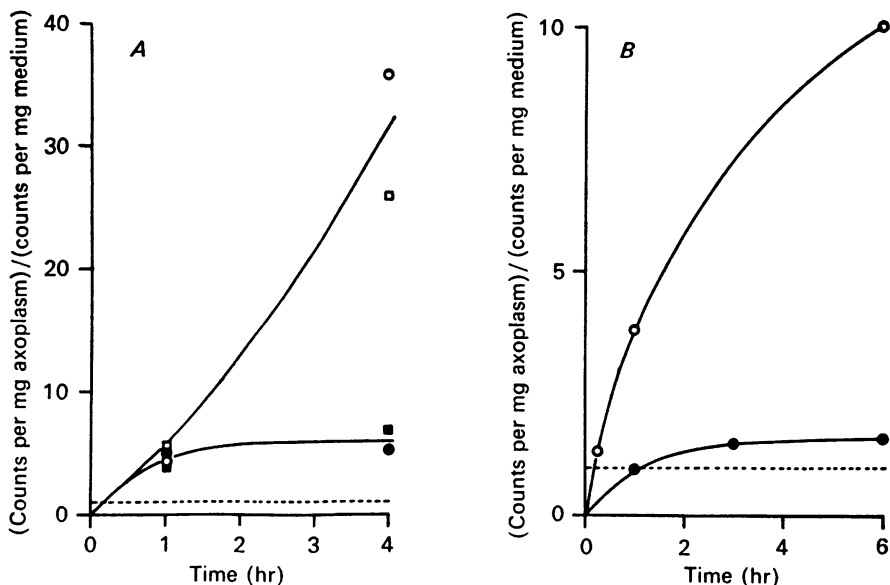 A
(Counts per mg axoplasm)/(counts per mg medium)
40
30
20
10
0
0 1 2 3 4
Time (hr)
B
(Counts per mg axoplasm)/(counts per mg medium)
10
5
0
0 2 4 6
Time (hr)